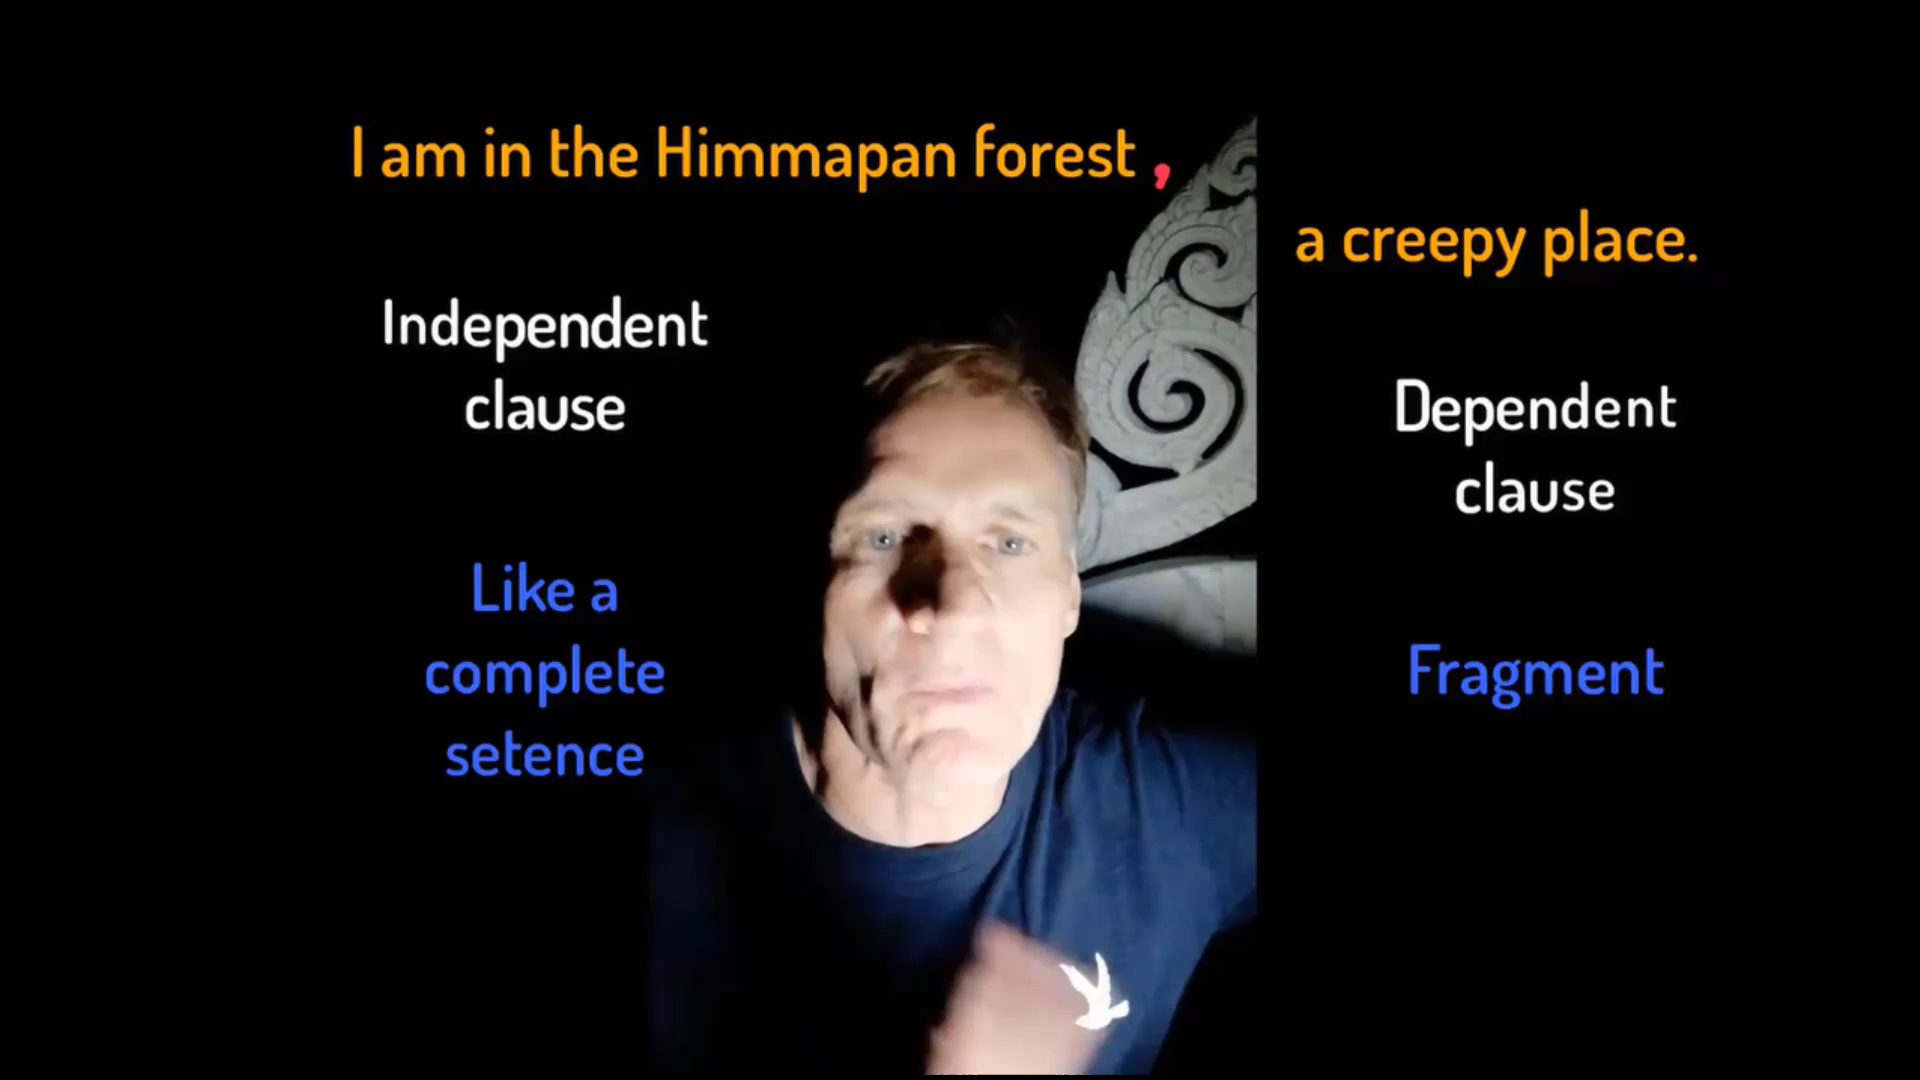 I am in the Himmapan forest ,
a creepy place.
Independent
clause
Dependent
clause
Like a
complete
setence
Fragment